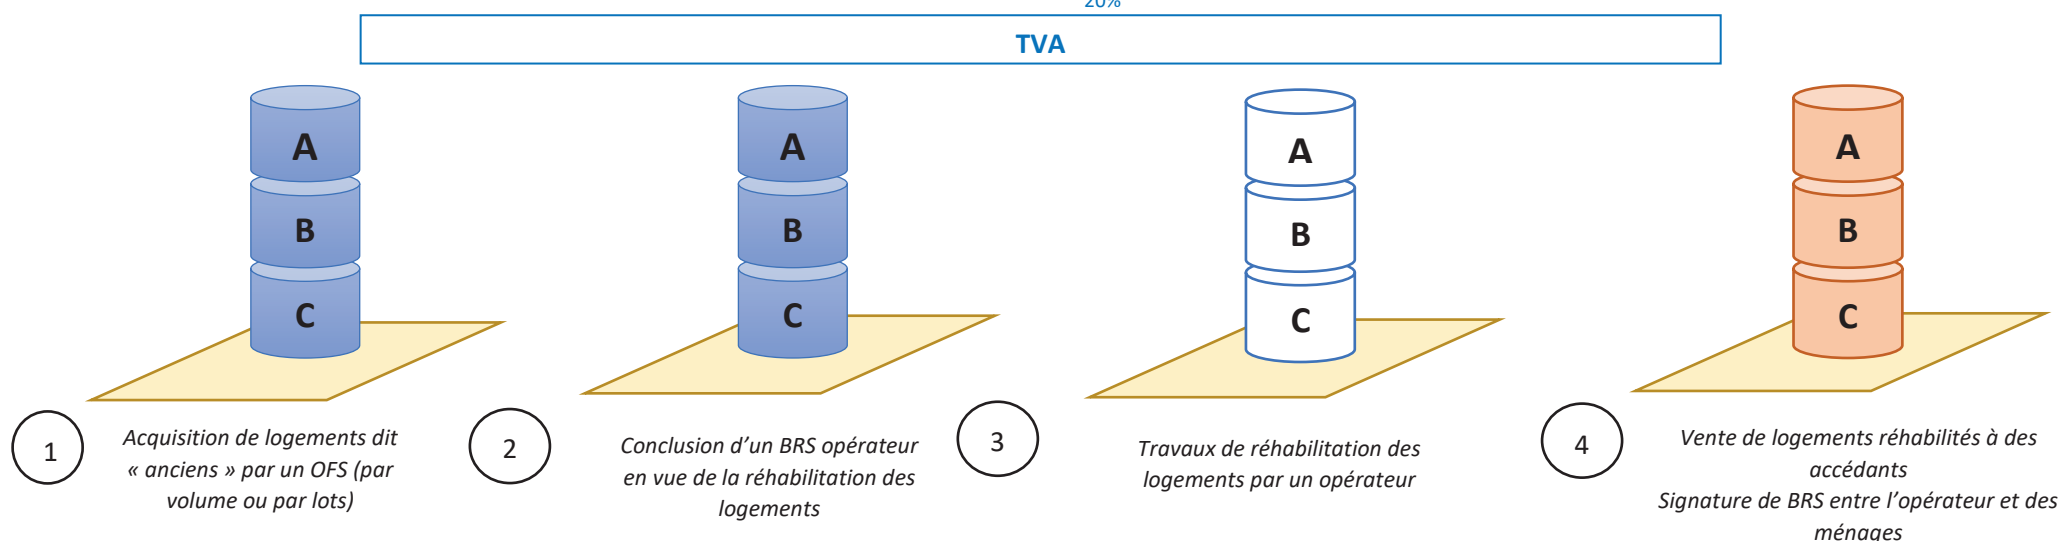 20%
TVA
A
B
C
A
B
C
A
B
C
A
B
C
1
Acquisition de logements dit
« anciens » par un OFS (par
volume ou par lots)
2
Conclusion d’un BRS opérateur
en vue de la réhabilitation des
logements
3
Travaux de réhabilitation des
logements par un opérateur
4
Vente de logements réhabilités à des
accédants
Signature de BRS entre l’opérateur et des
ménages